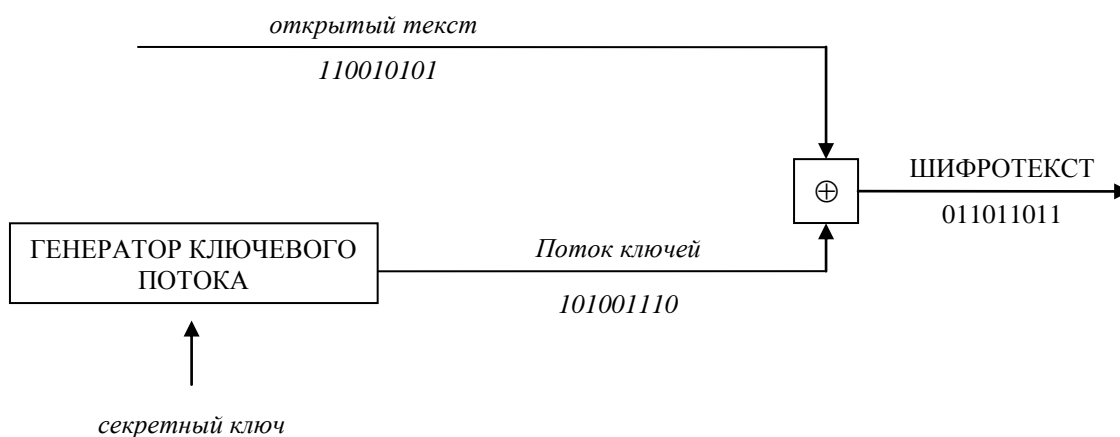 открытый текст
110010101
⊕
ШИФРОТЕКСТ
011011011
ГЕНЕРАТОР КЛЮЧЕВОГО
ПОТОКА
Поток ключей
101001110
секретный ключ